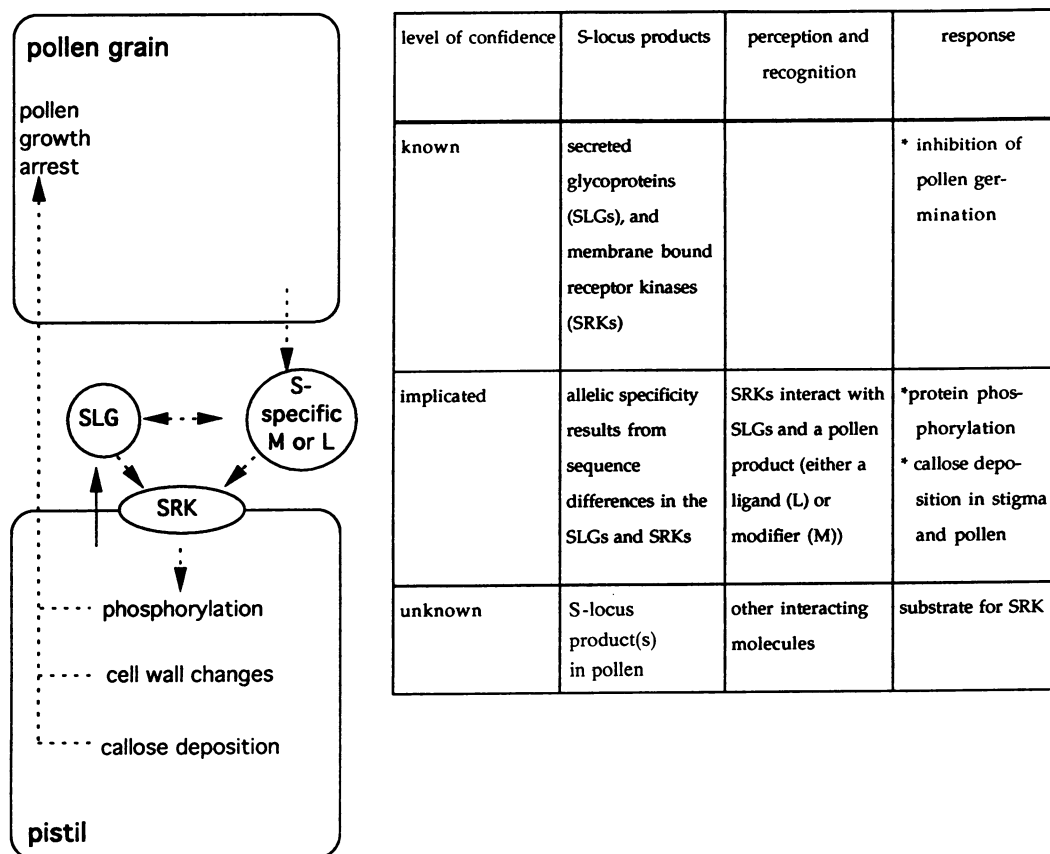 pollen grain
pollen
growth
arrest
SLG
S-
specific
M or L
SRK
phosphorylation
cell wall changes
callose deposition
pistil
level of confidence
S-locus products
perception and
recognition
response
known
secreted
glycoproteins
(SLGs), and
membrane bound
receptor kinases
(SRKs)
* inhibition of
pollen ger-
mination
implicated
allelic specificity
results from
sequence
differences in the
SLGs and SRKs
SRKs interact with
SLGs and a pollen
product (either a
ligand (L) or
modifier (M))
*protein phos-
phorylation
* callose depo-
sition in stigma
and pollen
unknown
S-locus
product(s)
in pollen
other interacting
molecules
substrate for SRK